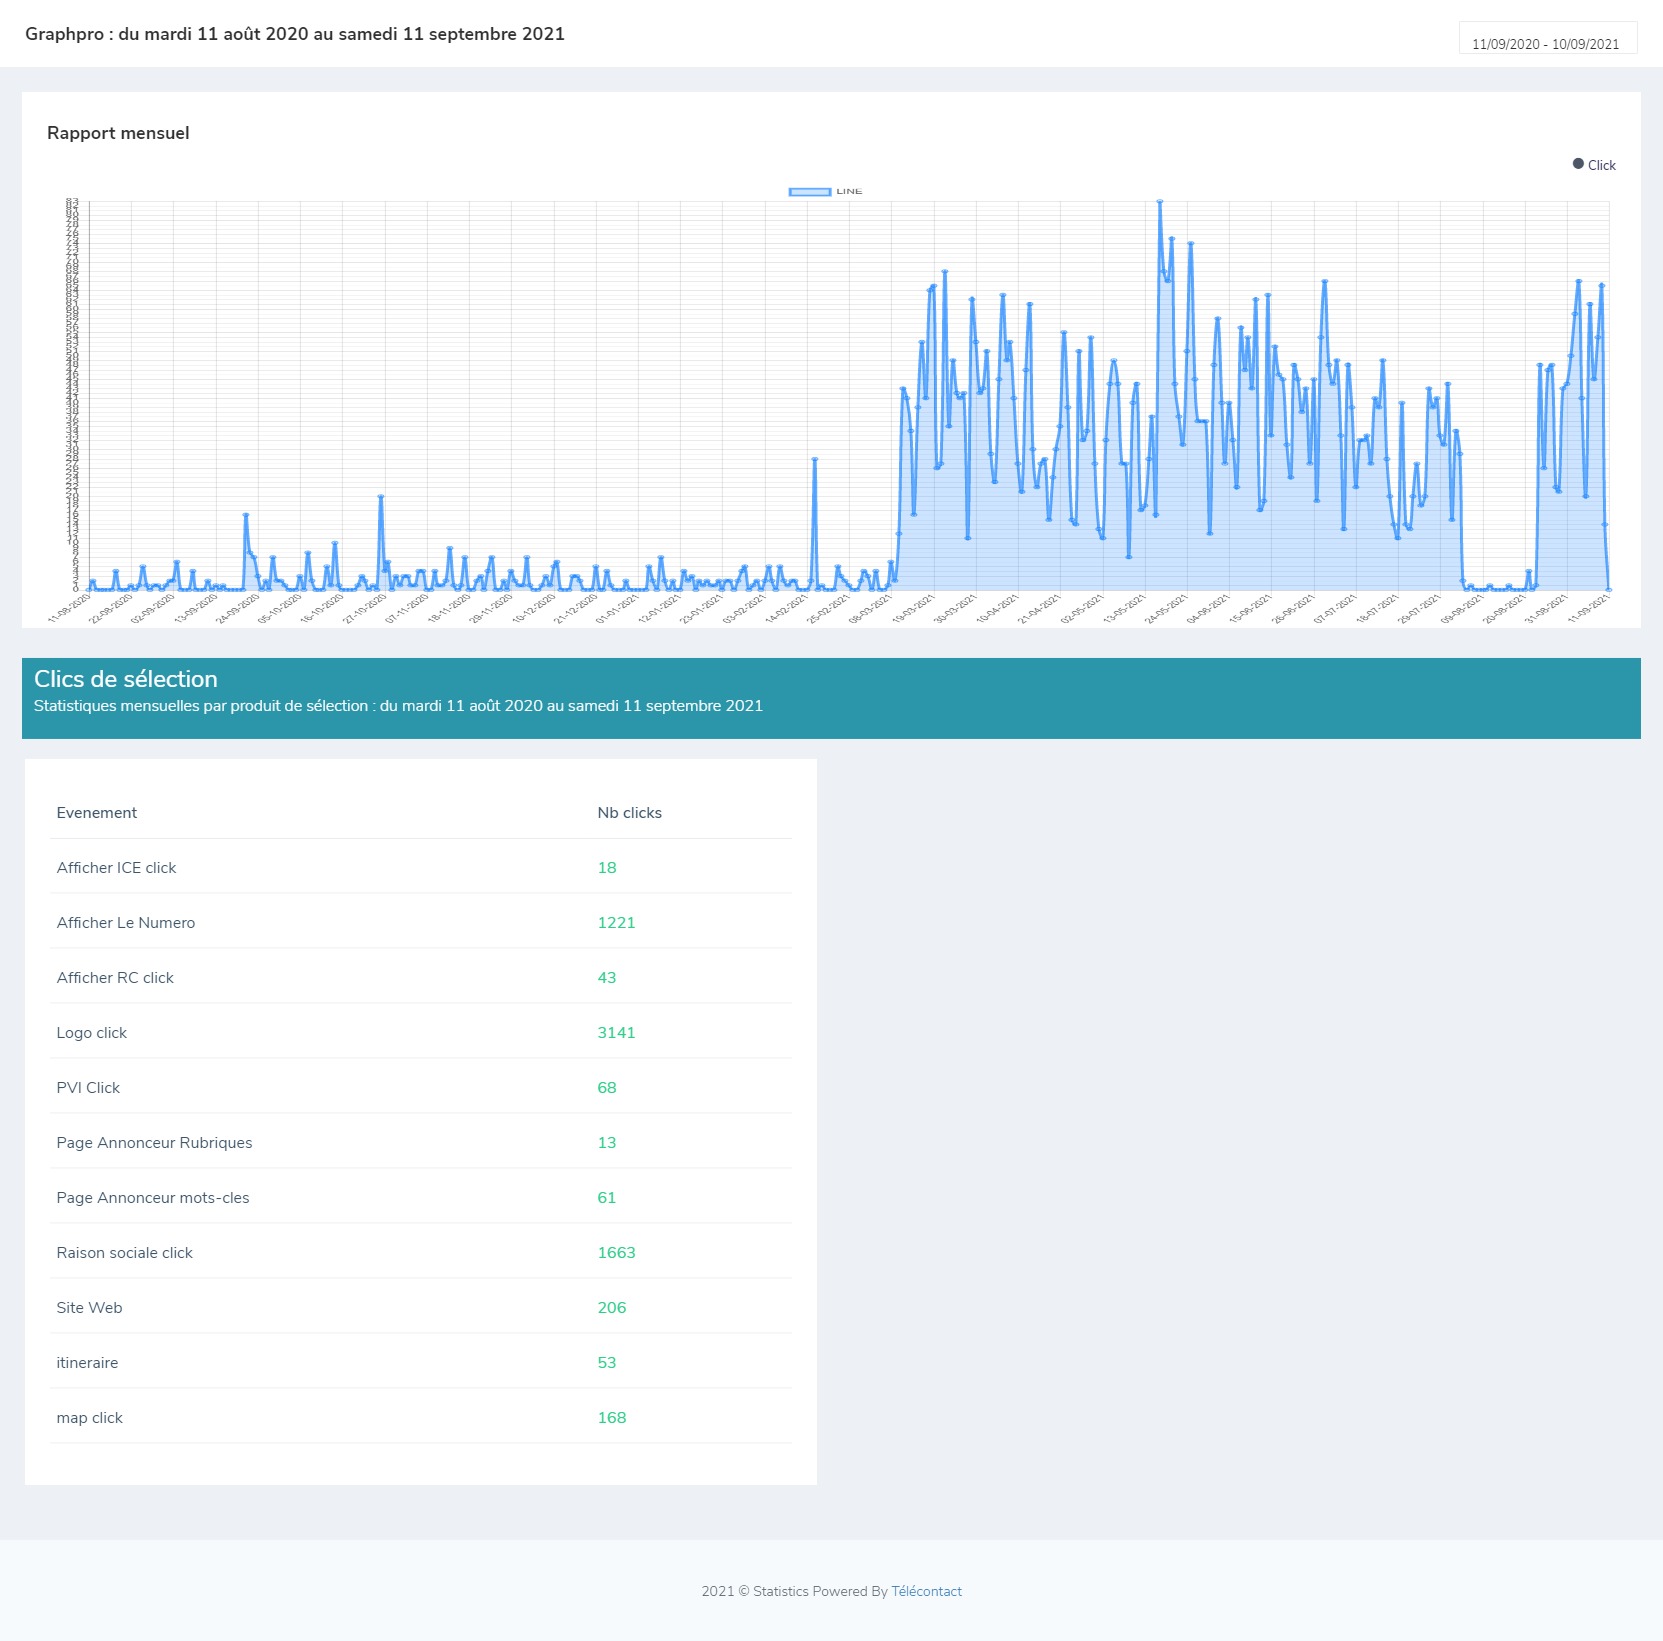 Graphpro : du mardi 11 août 2020 au samedi 11 septembre 2021
11/09/2020 - 10/09/2021
Rapport mensuel
Click
LINE
11-08-2020 22-08-2020 02-09-2020 13-09-2020 24-09-2020 05-10-2020 16-10-2020 27-10-2020 07-11-2020 18-11-2020 29-11-2020 10-12-2020 21-12-2020 01-01-2021 12-01-2021 23-01-2021 03-02-2021 14-02-2021 25-02-2021 08-03-2021 19-03-2021 30-03-2021 10-04-2021 21-04-2021 02-05-2021 13-05-2021 24-05-2021 04-06-2021 15-06-2021 26-06-2021 07-07-2021 18-07-2021 29-07-2021 09-08-2021 20-08-2021 31-08-2021 11-09-2021
Clics de sélection
Statistiques mensuelles par produit de sélection : du mardi 11 août 2020 au samedi 11 septembre 2021
Evenement Nb clicks
Afficher ICE click 18
Afficher Le Numero 1221
Afficher RC click 43
Logo click 3141
PVI Click 68
Page Annonceur Rubriques 13
Page Annonceur mots-cles 61
Raison sociale click 1663
Site Web 206
itineraire 53
map click 168
2021 © Statistics Powered By Télécontact